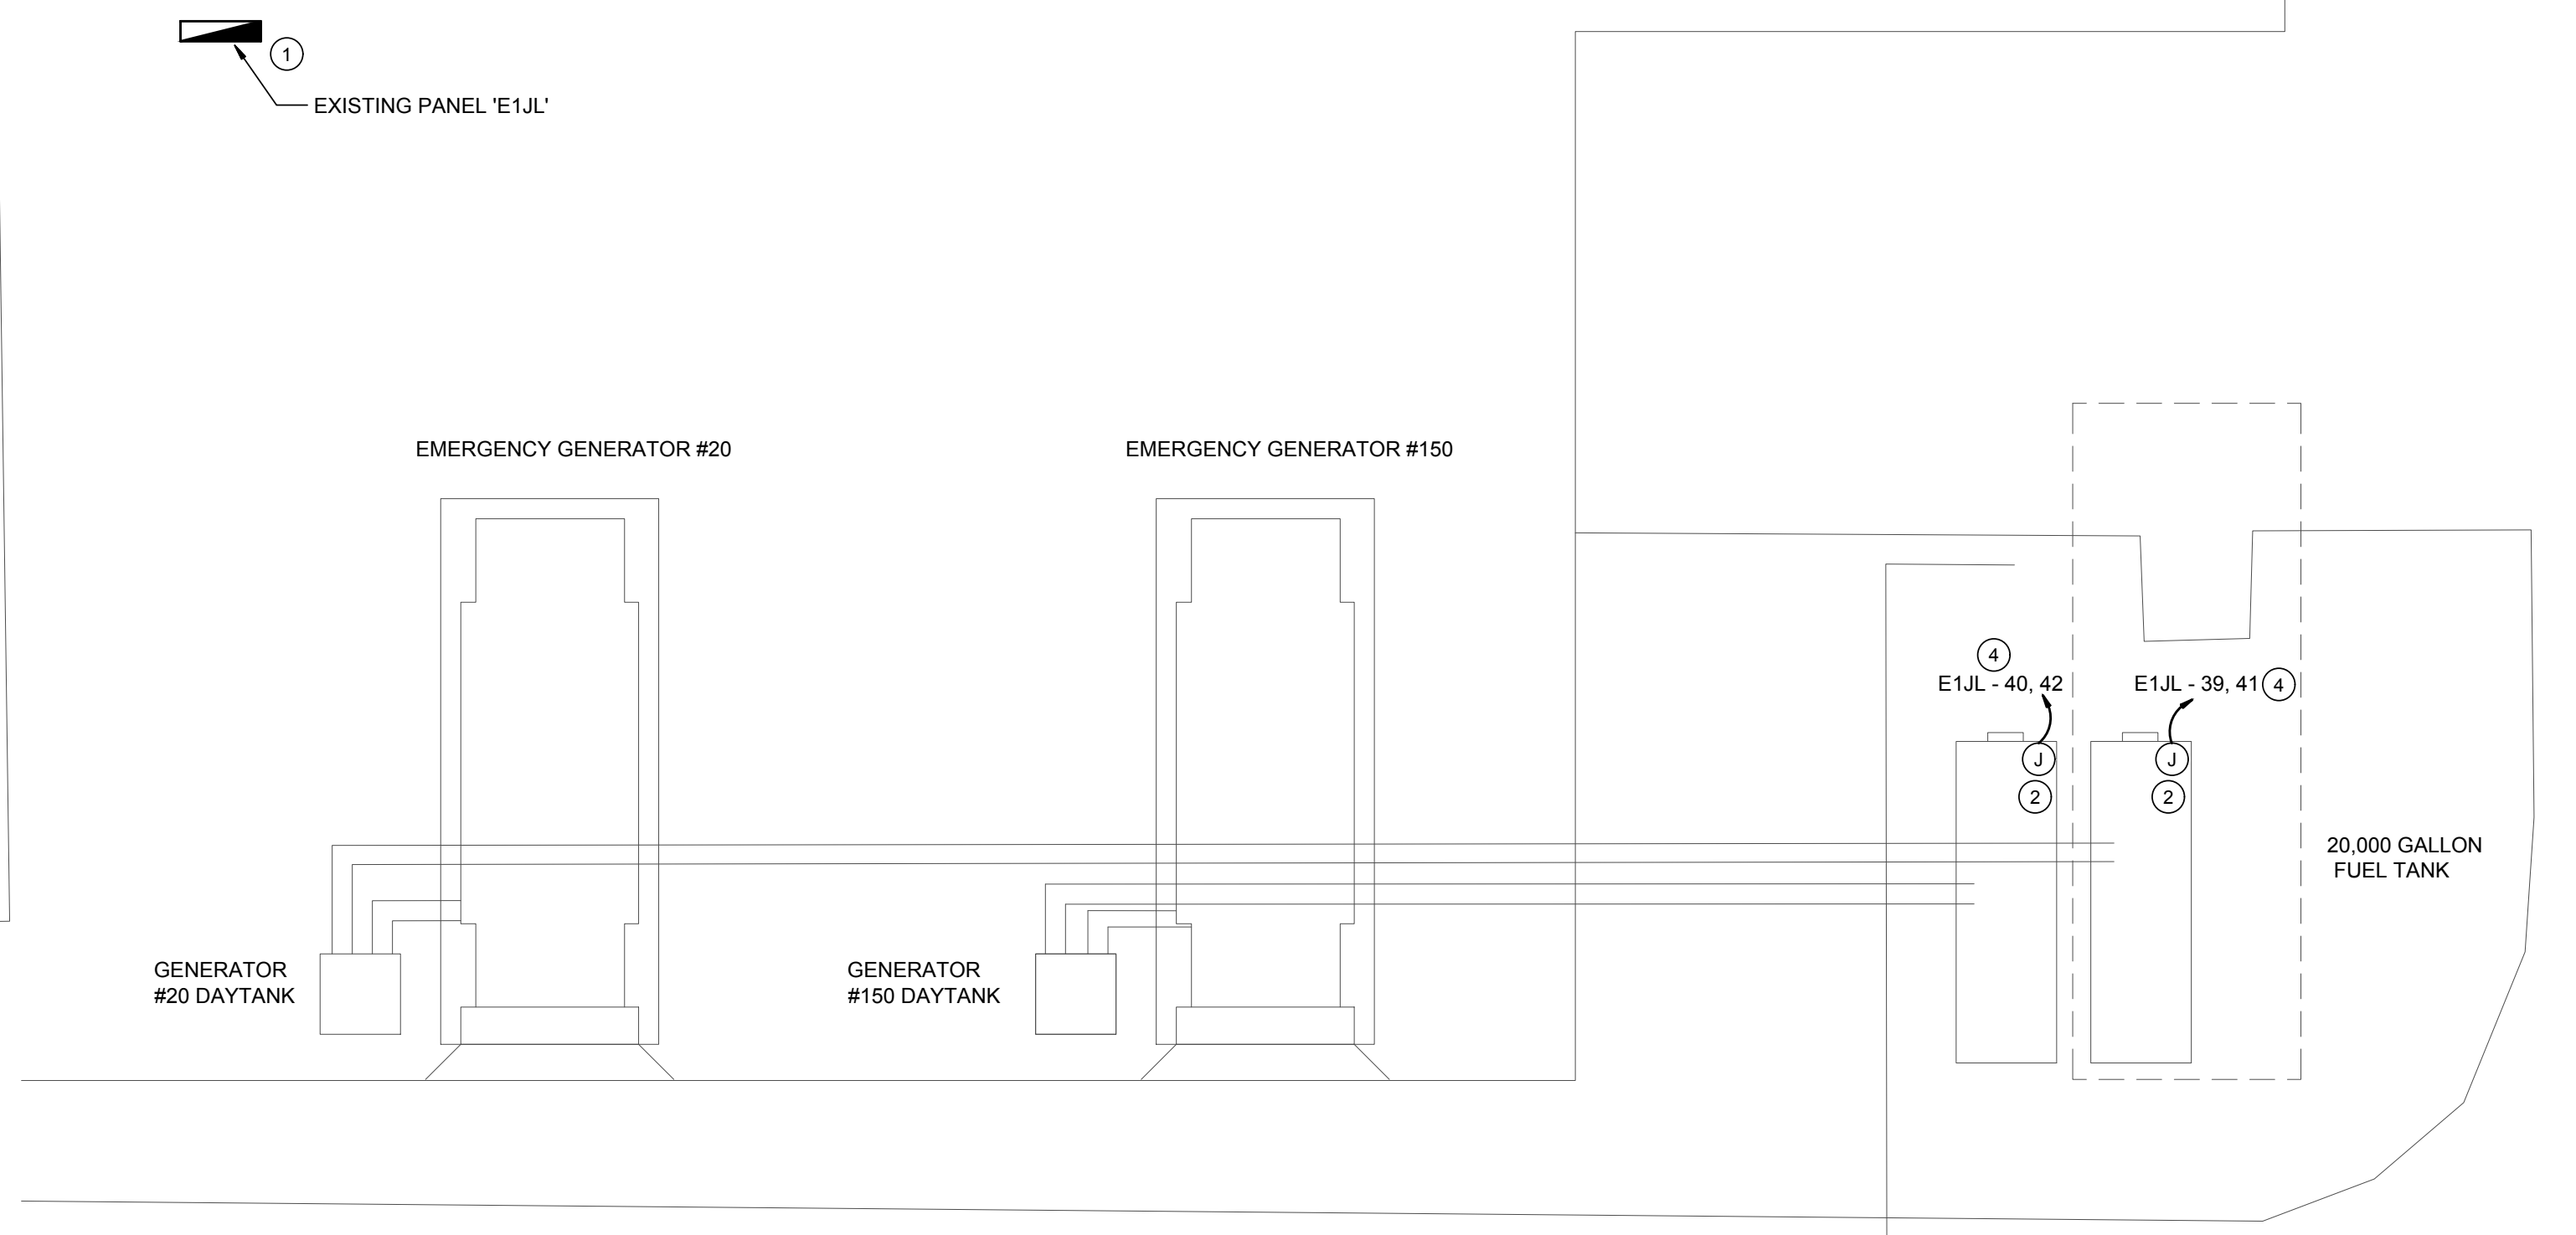 1
EXISTING PANEL 'E1JL'
EMERGENCY GENERATOR #20
EMERGENCY GENERATOR #150
4
E1JL - 40, 42
E1JL - 39, 41 4
J
J
2
2
20,000 GALLON
FUEL TANK
GENERATOR
#20 DAYTANK
GENERATOR
#150 DAYTANK